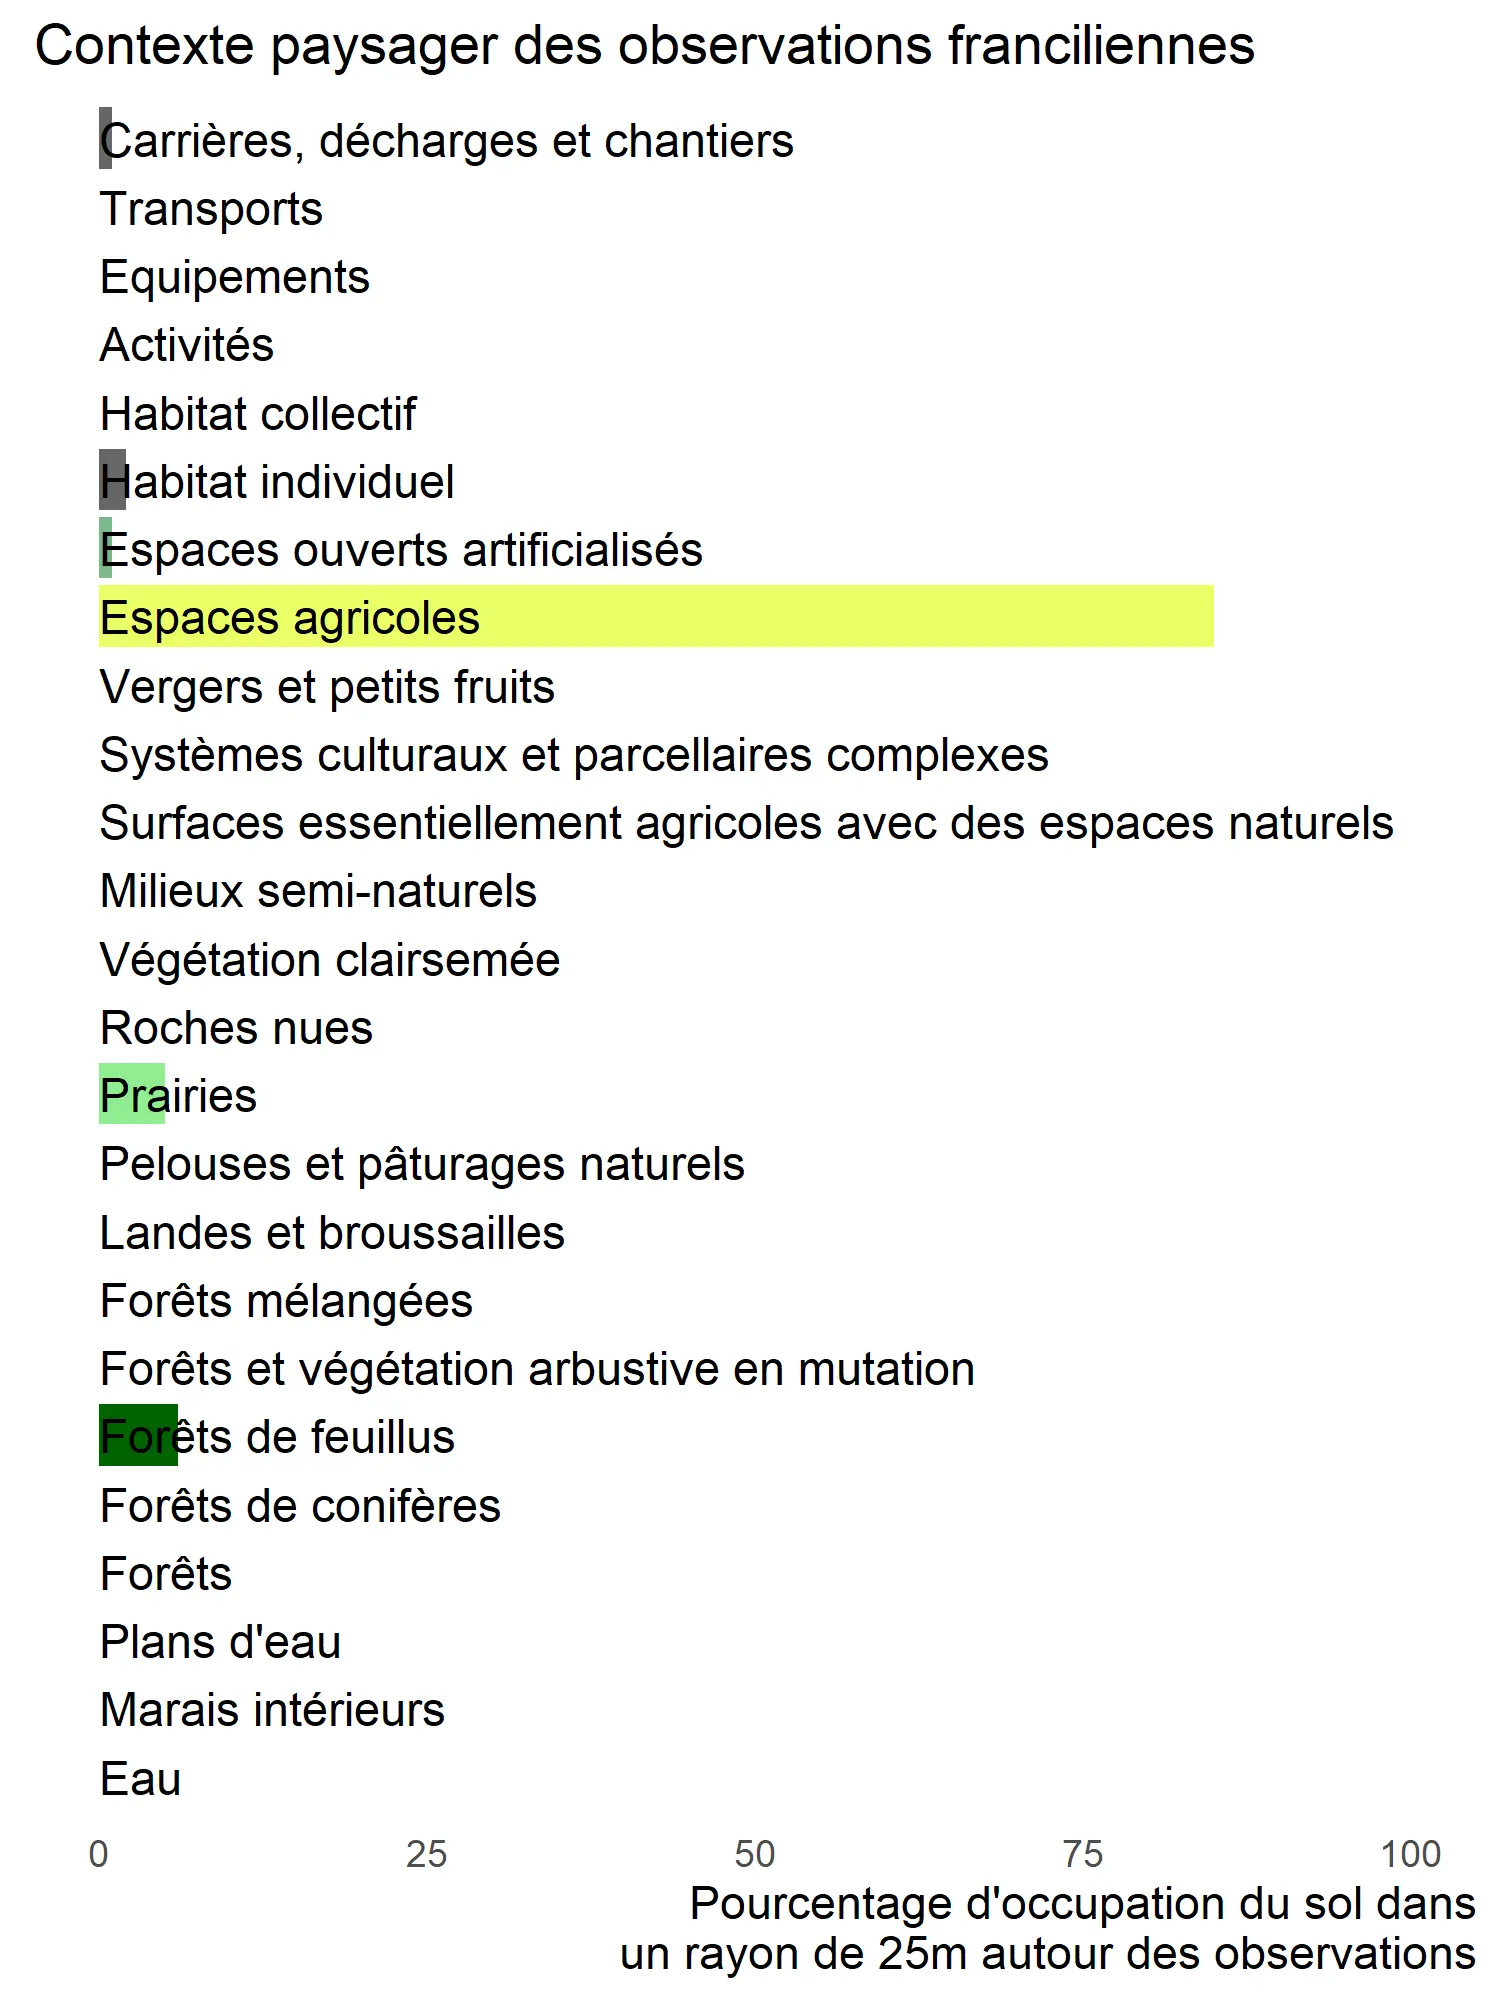 Contexte paysager des observations franciliennes
Carrières, décharges et chantiers
Transports
Equipements
Activités
Habitat collectif
Habitat individuel
Espaces ouverts artificialisés
Espaces agricoles
Vergers et petits fruits
Systèmes culturaux et parcellaires complexes
Surfaces essentiellement agricoles avec des espaces naturels
Milieux semi-naturels
Végétation clairsemée
Roches nues
Prairies
Pelouses et pâturages naturels
Landes et broussailles
Forêts mélangées
Forêts et végétation arbustive en mutation
Forêts de feuillus
Forêts de conifères
Forêts
Plans d'eau
Marais intérieurs
Eau
0 25 50 75 100
Pourcentage d'occupation du sol dans
un rayon de 25m autour des observations